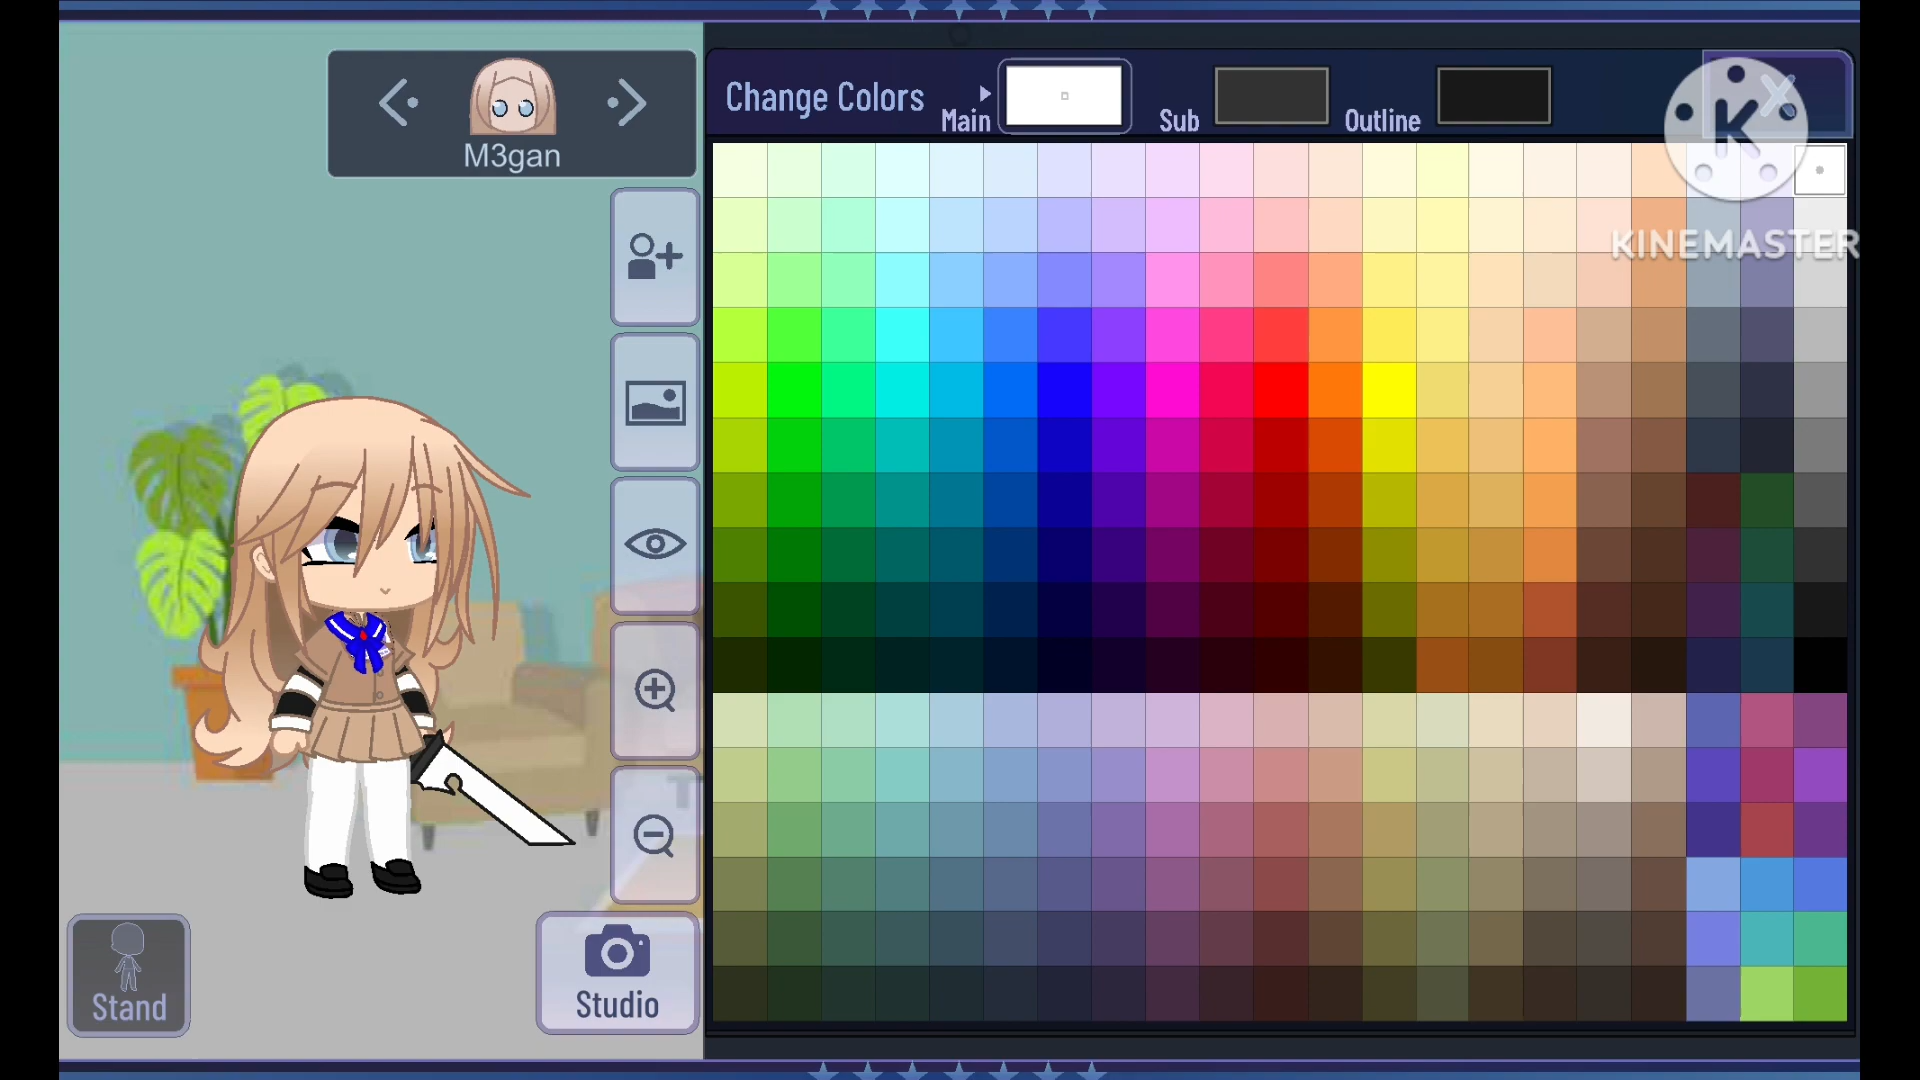 M3gan
Change Colors
Main
Sub
Outline
K
KINEMASTER
Stand
Studio